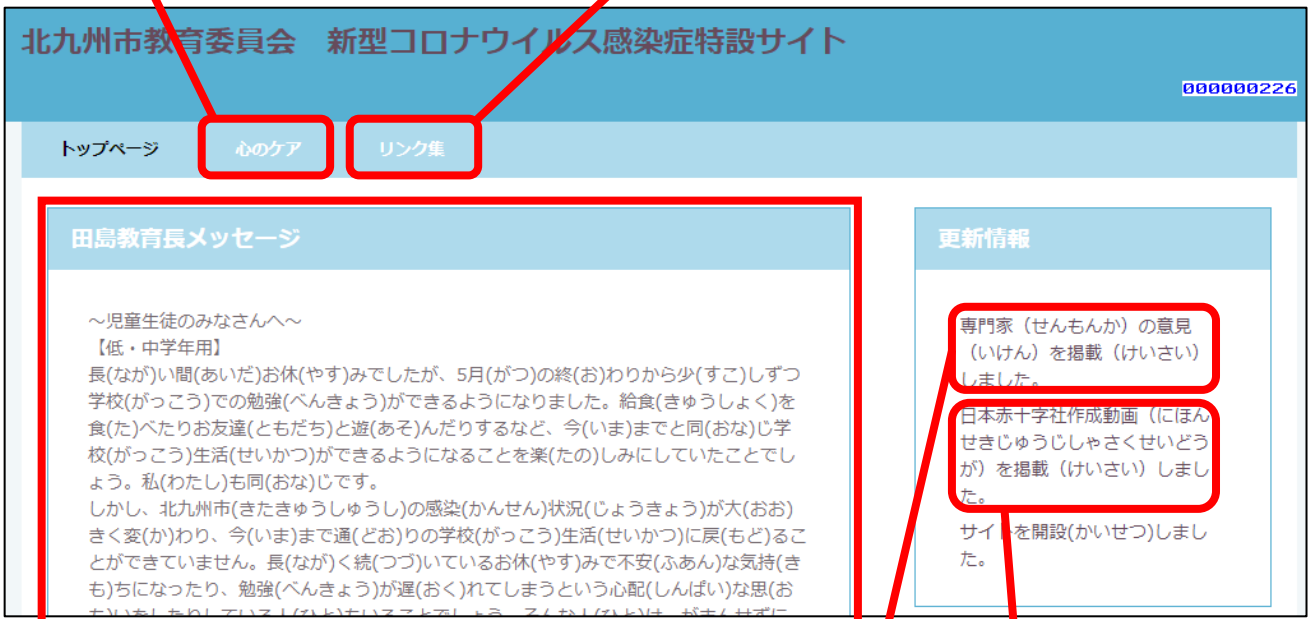 北九州市教育委員会　新型コロナウイルス感染症特設サイト
000000226
トップページ
心のケア
リンク集
田島教育長メッセージ
～児童生徒のみなさんへ～
【低・中学年用】
長(なが)い間(あいだ)お休(やす)みでしたが、5月(がつ)の終(お)わりから少(すこ)しずつ
学校(がっこう)での勉強(べんきょう)ができるようになりました。給食(きゅうしょく)を
食(た)べたりお友達(ともだち)と遊(あそ)んだりするなど、今(いま)までと同(おな)じ学
校(がっこう)生活(せいかつ)ができるようになることを楽(たの)しみにしていたことでし
ょう。私(わたし)も同(おな)じです。
しかし、北九州市(きたきゅうしゅうし)の感染(かんせん)状況(じょうきょう)が大(おお)
きく変(か)わり、今(いま)まで通(どお)りの学校(がっこう)生活(せいかつ)に戻(もど)るこ
とができていません。長(なが)く続(つづ)いているお休(やす)みで不安(ふあん)な気持(き
も)ちになったり、勉強(べんきょう)が遅(おく)れてしまうという心配(しんぱい)な思(お
更新情報
専門家（せんもんか）の意見
（いけん）を掲載（けいさい）
しました。
日本赤十字社作成動画（にほん
せきじゅうじしゃさくせいどう
が）を掲載（けいさい）しまし
た。
サイトを開設(かいせつ)しまし
た。